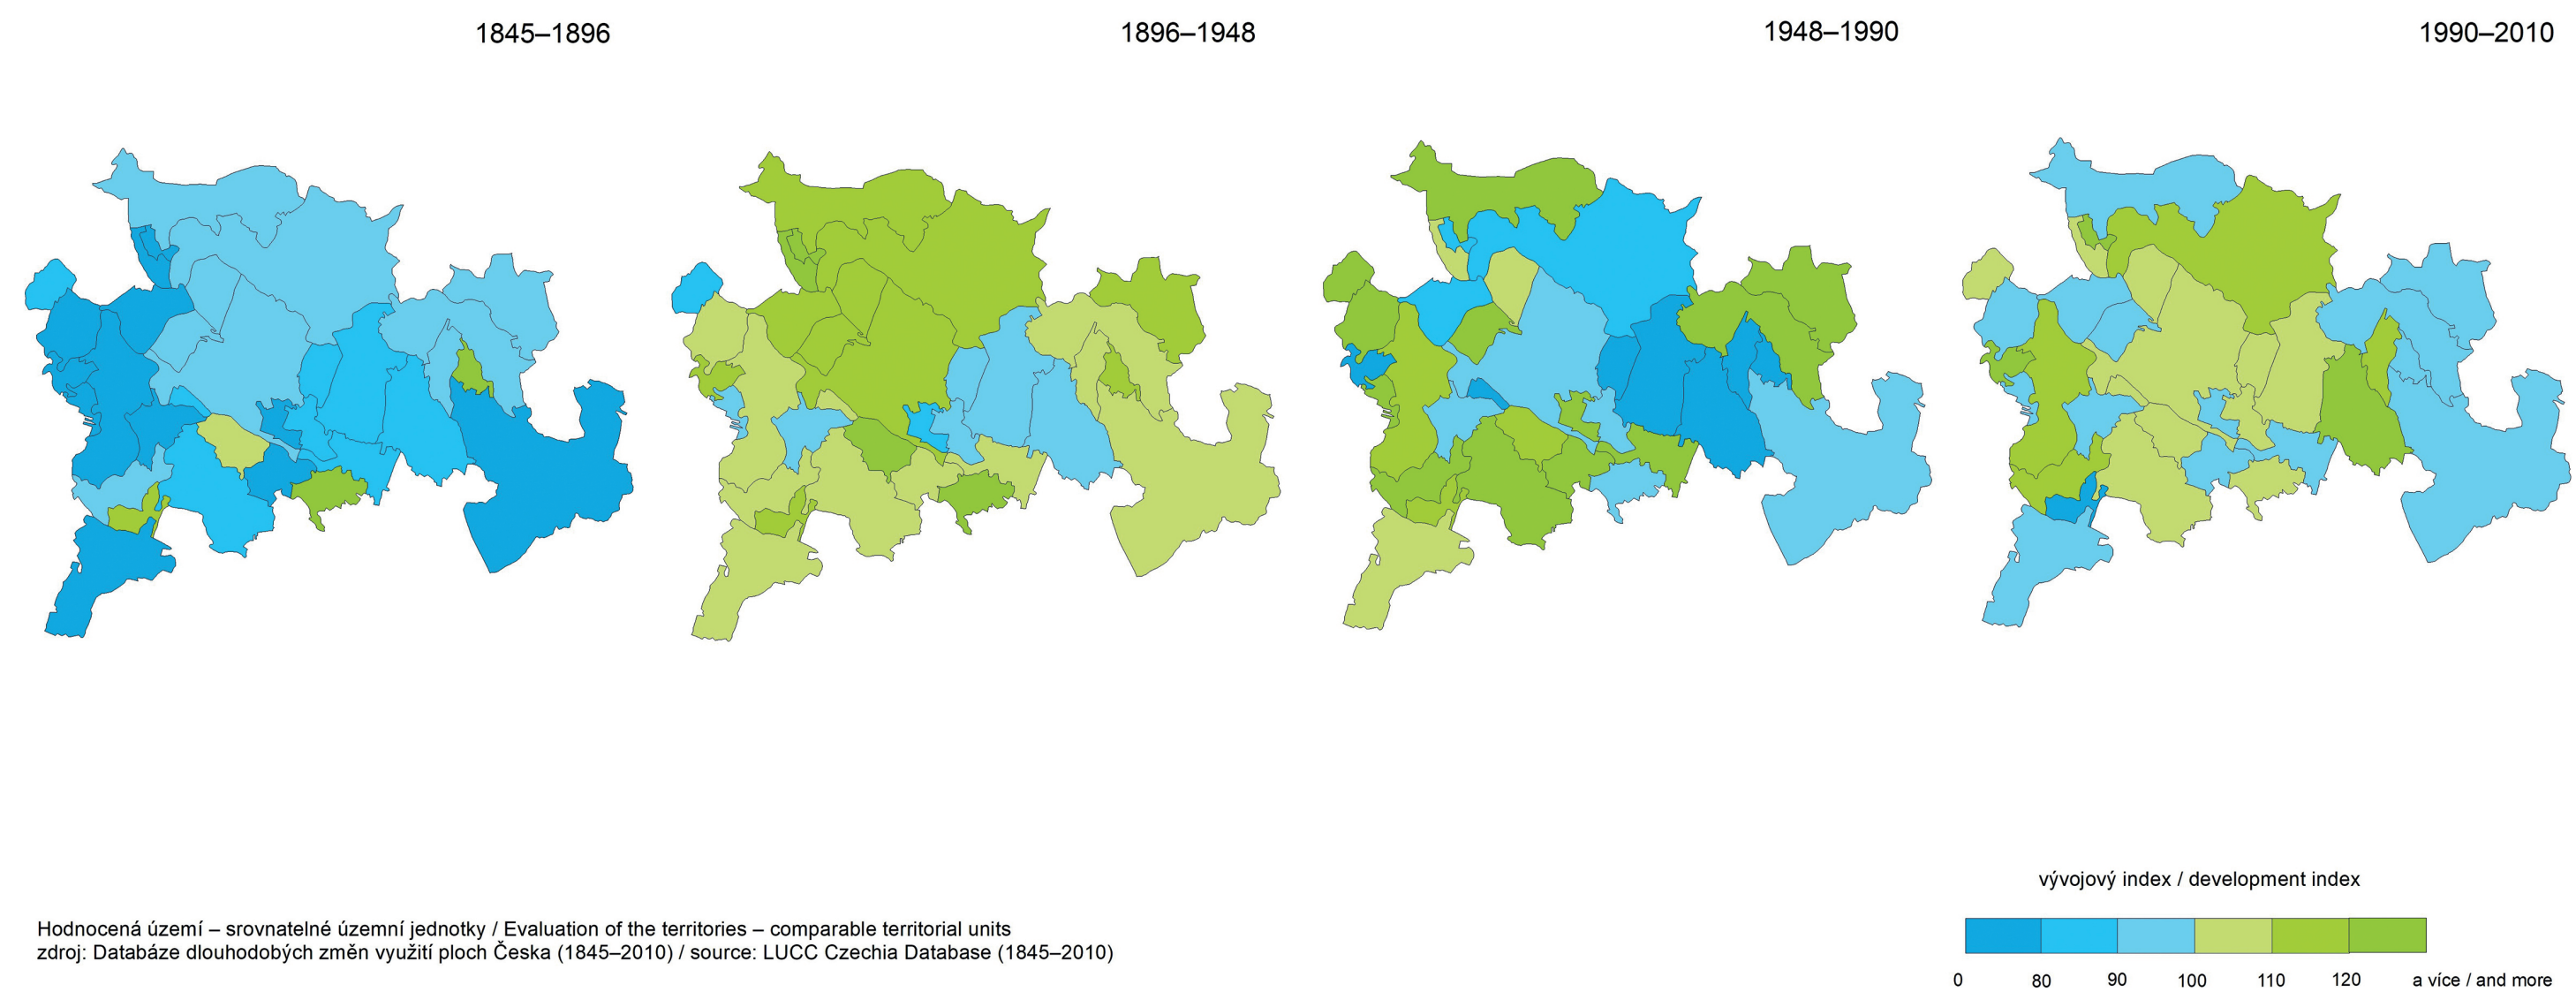 1845–1896
1896–1948
1948–1990
1990–2010
vývojový index / development index
0
80
90
100
110
120
a více / and more
Hodnocená území – srovnatelné územní jednotky / Evaluation of the territories – comparable territorial units
zdroj: Databáze dlouhodobých změn využití ploch Česka (1845–2010) / source: LUCC Czechia Database (1845–2010)